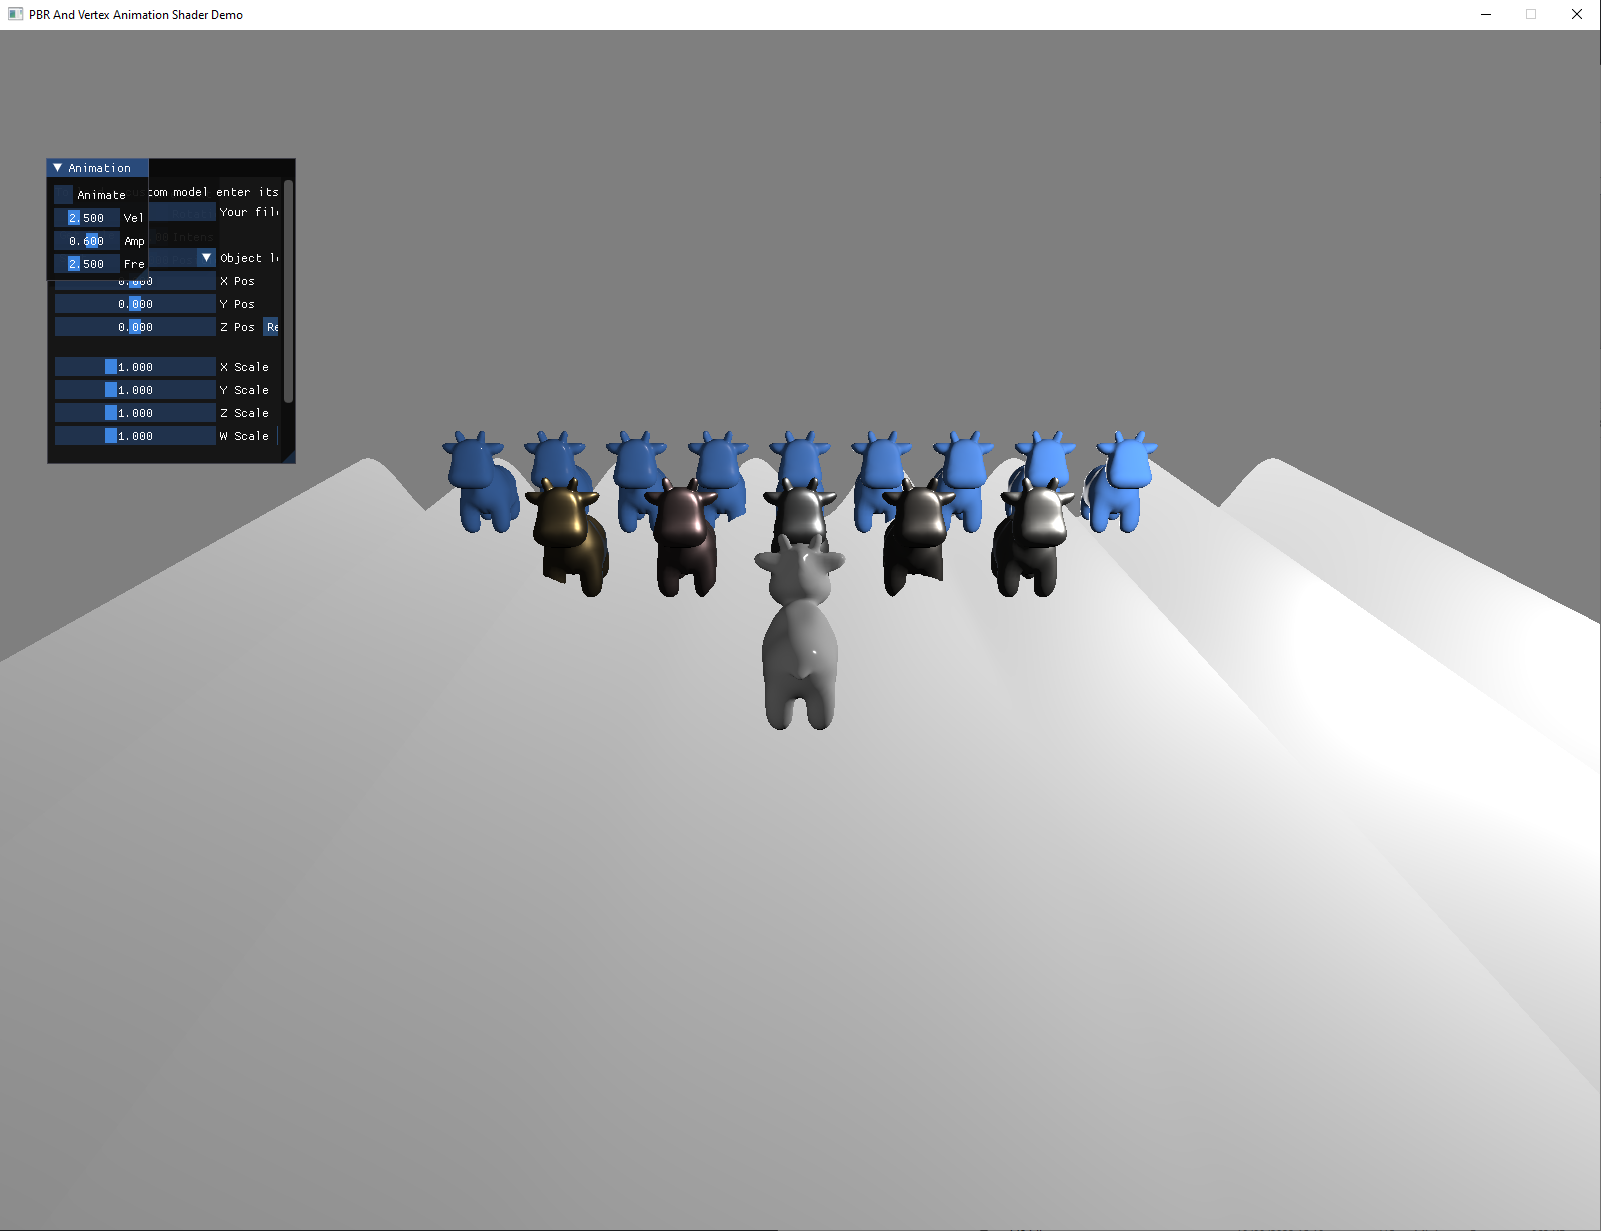 PBR And Vertex Animation Shader Demo
Animation
Animate
2.500 Vel
0.600 Amp
2.500 Fre
com model enter its
Your fil
Intens
Object l
0.000 X Pos
0.000 Y Pos
0.000 Z Pos Re
1.000 X Scale
1.000 Y Scale
1.000 Z Scale
1.000 W Scale